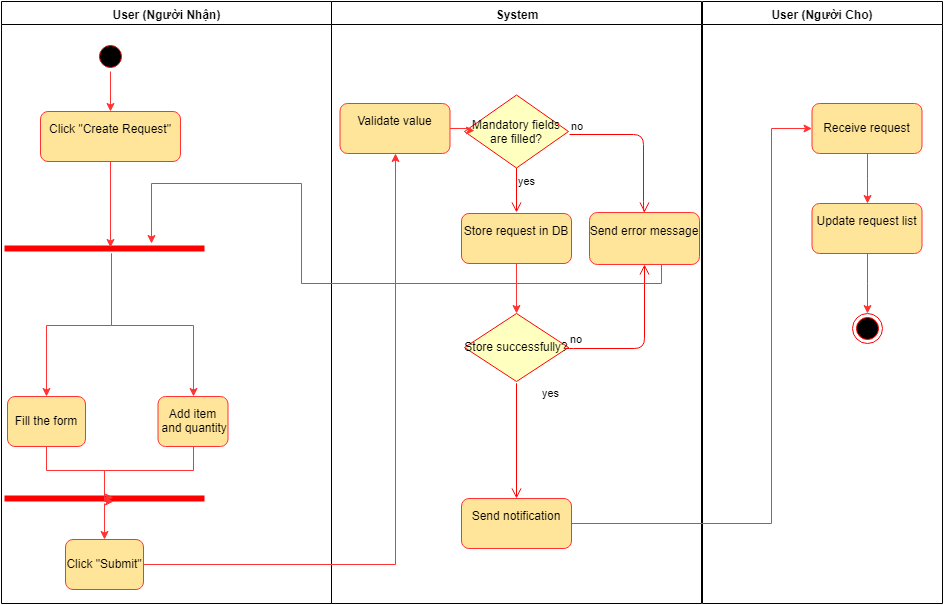 User (Người Nhận)
System
User (Người Cho)
Click "Create Request"
Validate value
Mandatory fields
are filled?
no
yes
Store request in DB
Send error message
Store successfully?
no
yes
Fill the form
Add item
and quantity
Click "Submit"
Send notification
Receive request
Update request list